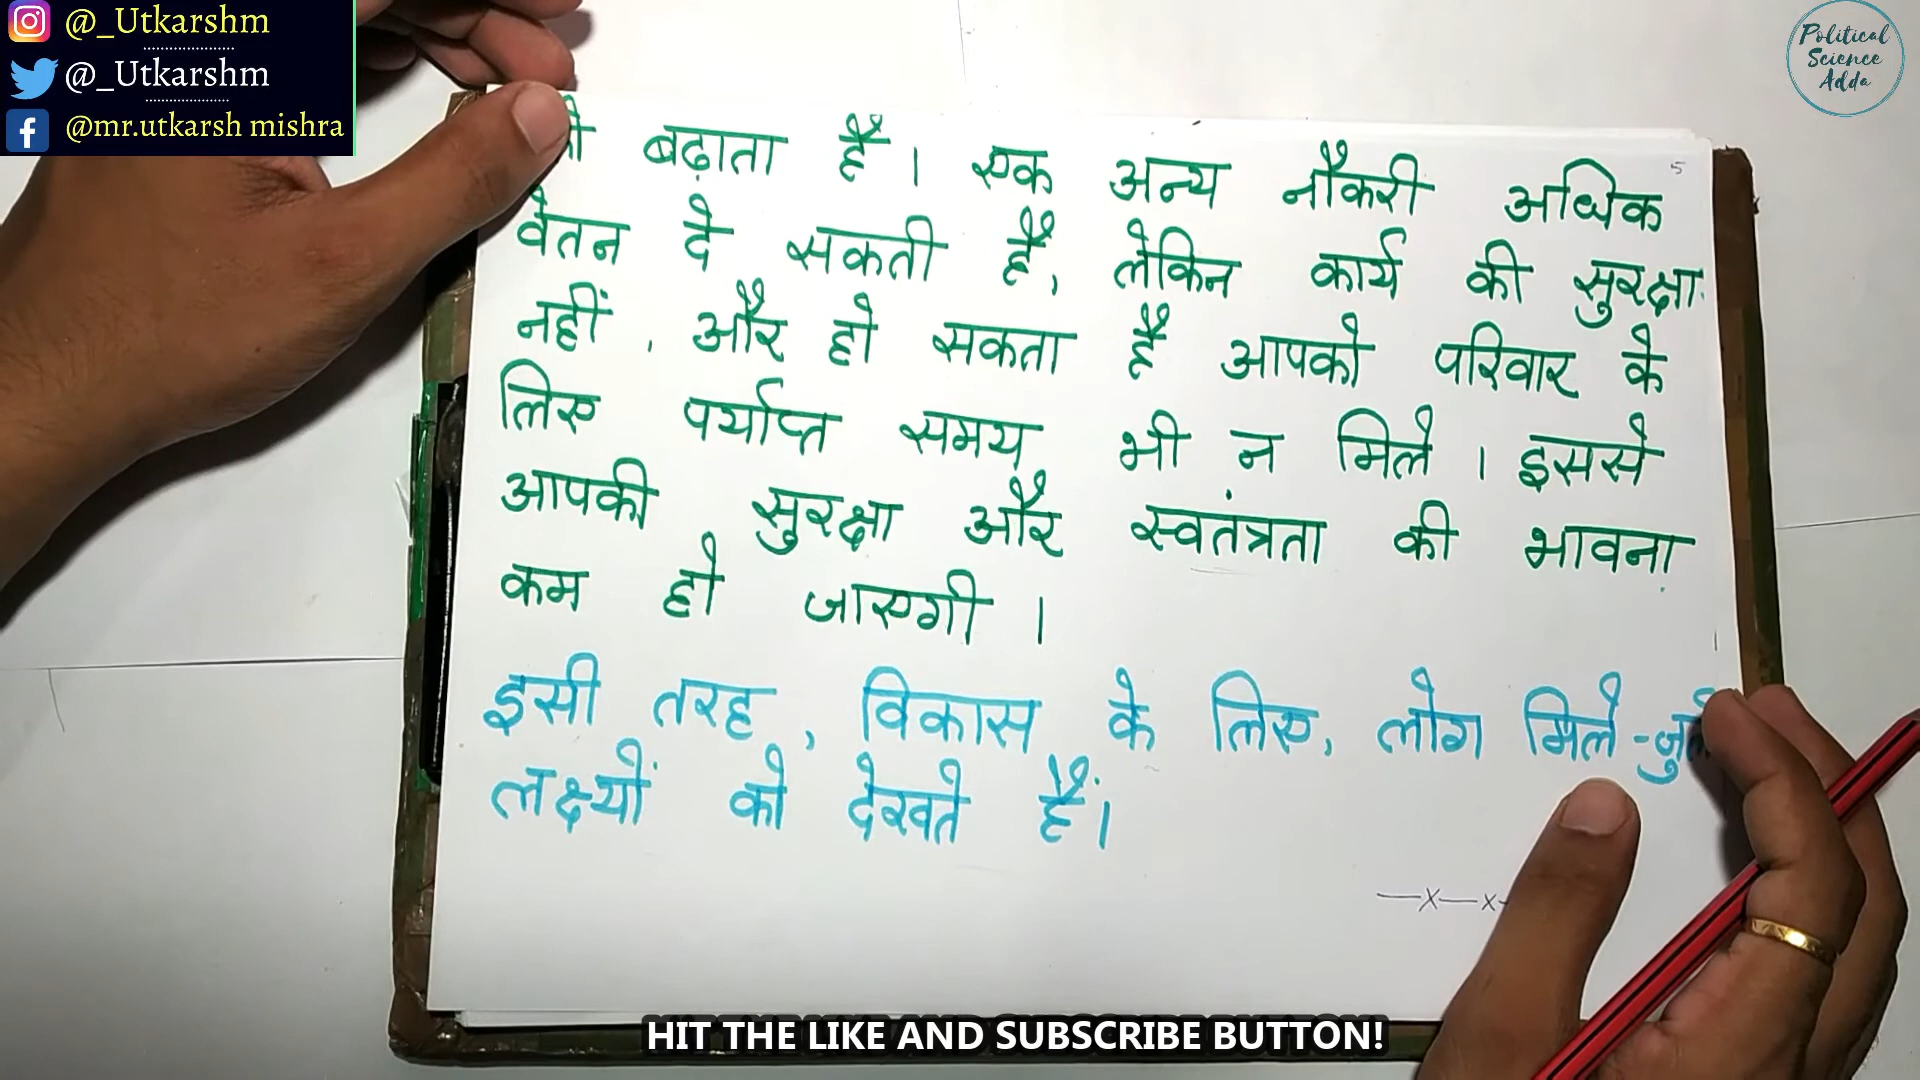 @_Utkarshm
@_Utkarshm
@mr.utkarsh mishra
Political
Science
Adda
5
बढ़ाता है। एक अन्य नौकरी अधिक
वेतन दे सकती है, लेकिन कार्य की सुरक्षा
नहीं, और हो सकता है आपको परिवार के
लिए पर्याप्त समय भी न मिले। इससे
आपकी सुरक्षा और स्वतंत्रता की भावना
कम हो जाएगी।
इसी तरह, विकास के लिए, लोग मिले-
लक्ष्यों को देखते हैं।
—x—x-
HIT THE LIKE AND SUBSCRIBE BUTTON!